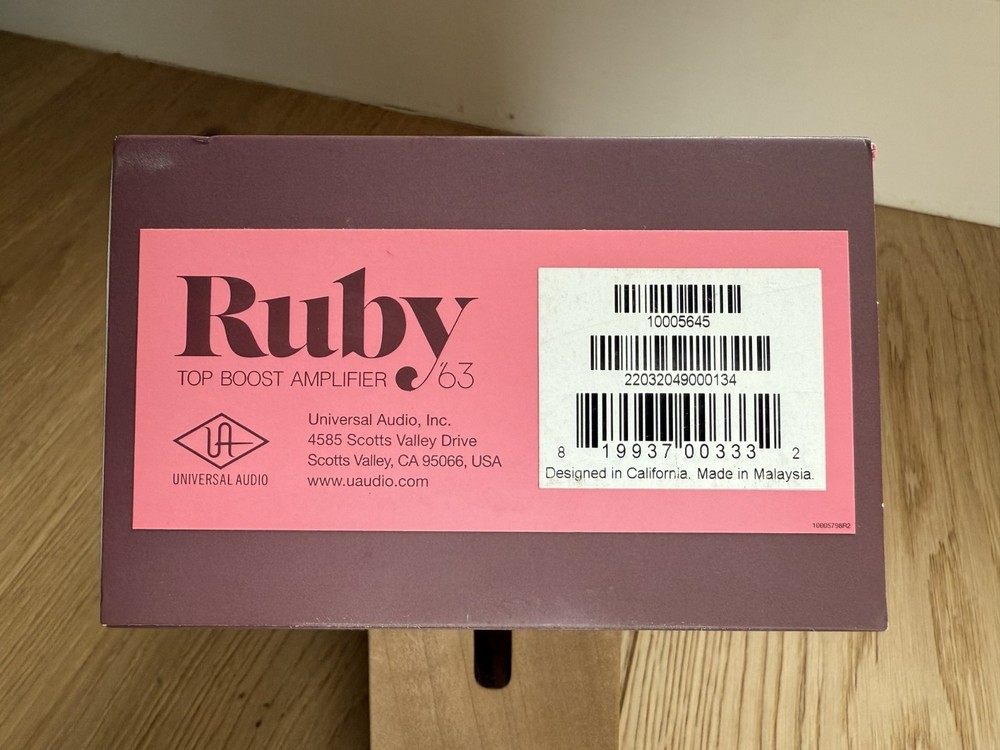 Ruby
TOP BOOST AMPLIFIER '63
UA
UNIVERSAL AUDIO
Universal Audio, Inc.
4585 Scotts Valley Drive
Scotts Valley, CA 95066, USA
www.uaudio.com
10005645
22032049000134
8 19937 00333 2
Designed in California. Made in Malaysia.
10005798R2